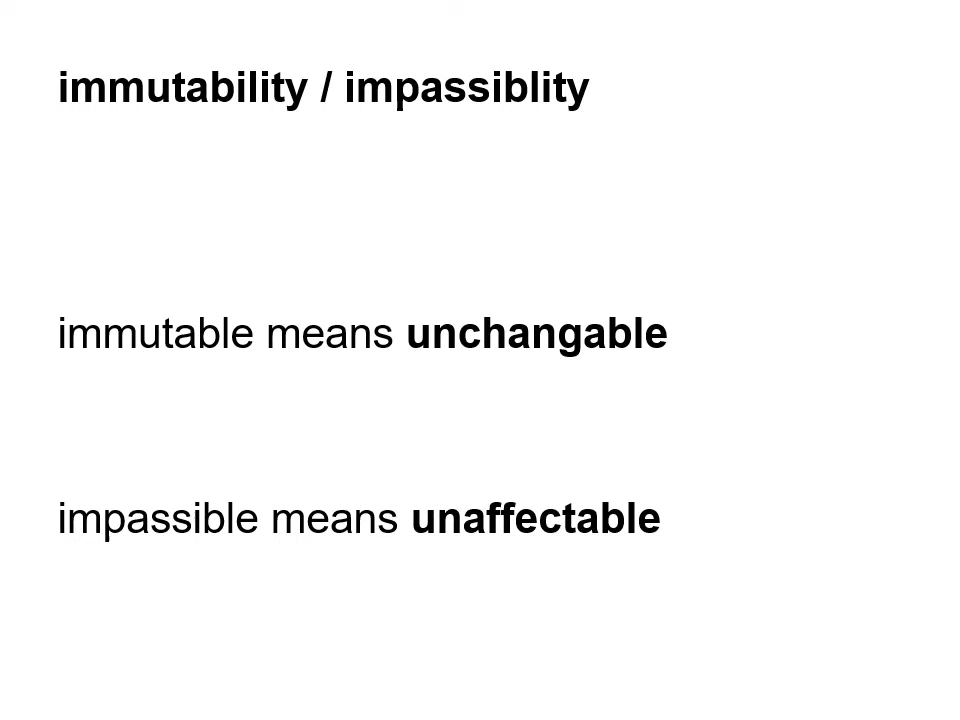 immutability / impassiblity
immutable means unchangable
impassible means unaffectable